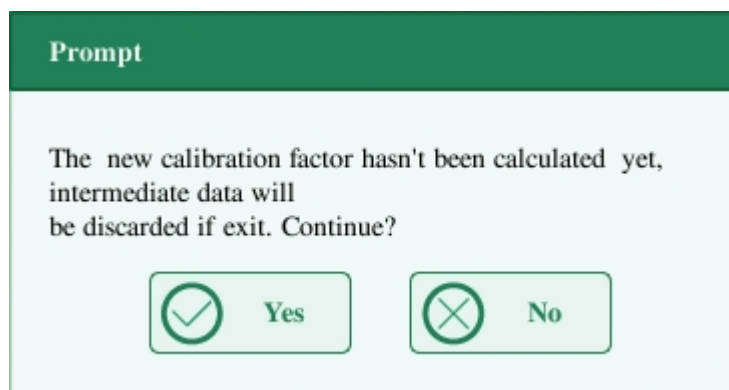 Prompt
The new calibration factor hasn't been calculated yet,
intermediate data will
be discarded if exit. Continue?
Yes
No